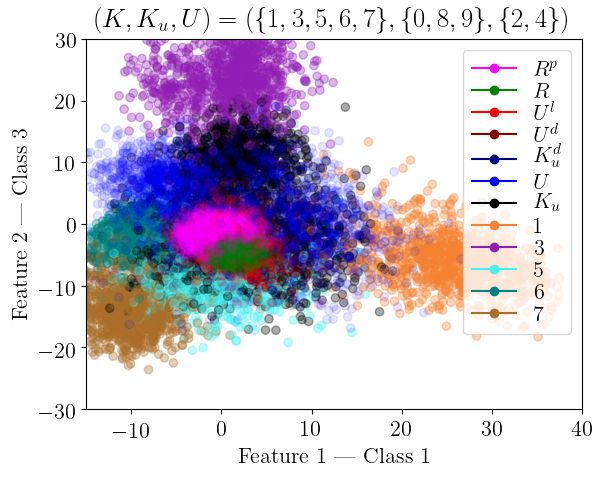 (K, K_u, U) = ({1, 3, 5, 6, 7}, {0, 8, 9}, {2, 4})
30
20
10
0
−10
−20
−30
Feature 2 — Class 3
R^p
R
U^l
U^d
K_u^d
U
K_u
1
3
5
6
7
−10 0 10 20 30 40
Feature 1 — Class 1